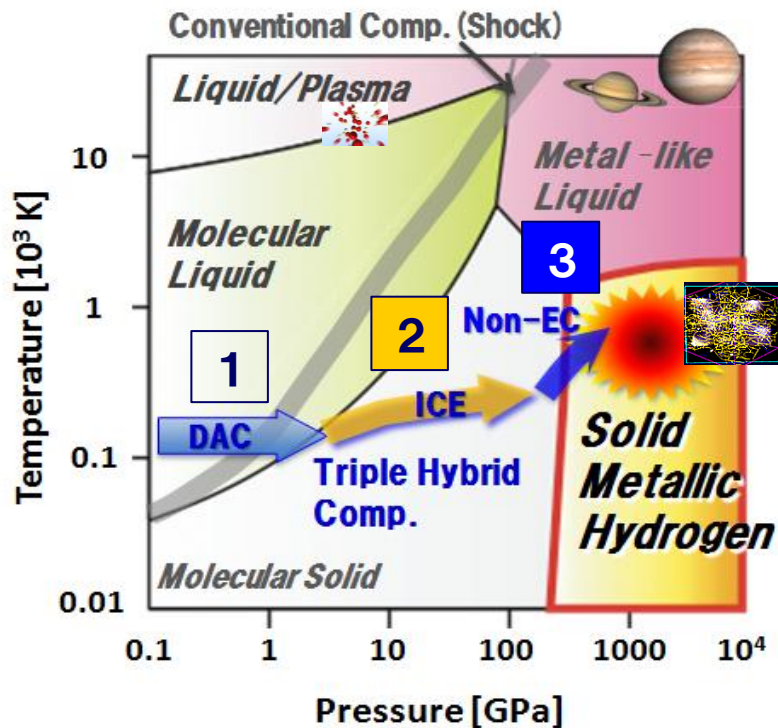 Conventional Comp.(Shock)
Liquid/Plasma
Metal -like
Liquid
Molecular
Liquid
3
2
Non-EC
1
ICE
DAC
Triple Hybrid
Comp.
Solid
Metallic
Hydrogen
Molecular Solid
Temperature [10³ K]
10
1
0.1
0.01
0.1
1
10
100
1000
10⁴
Pressure [GPa]